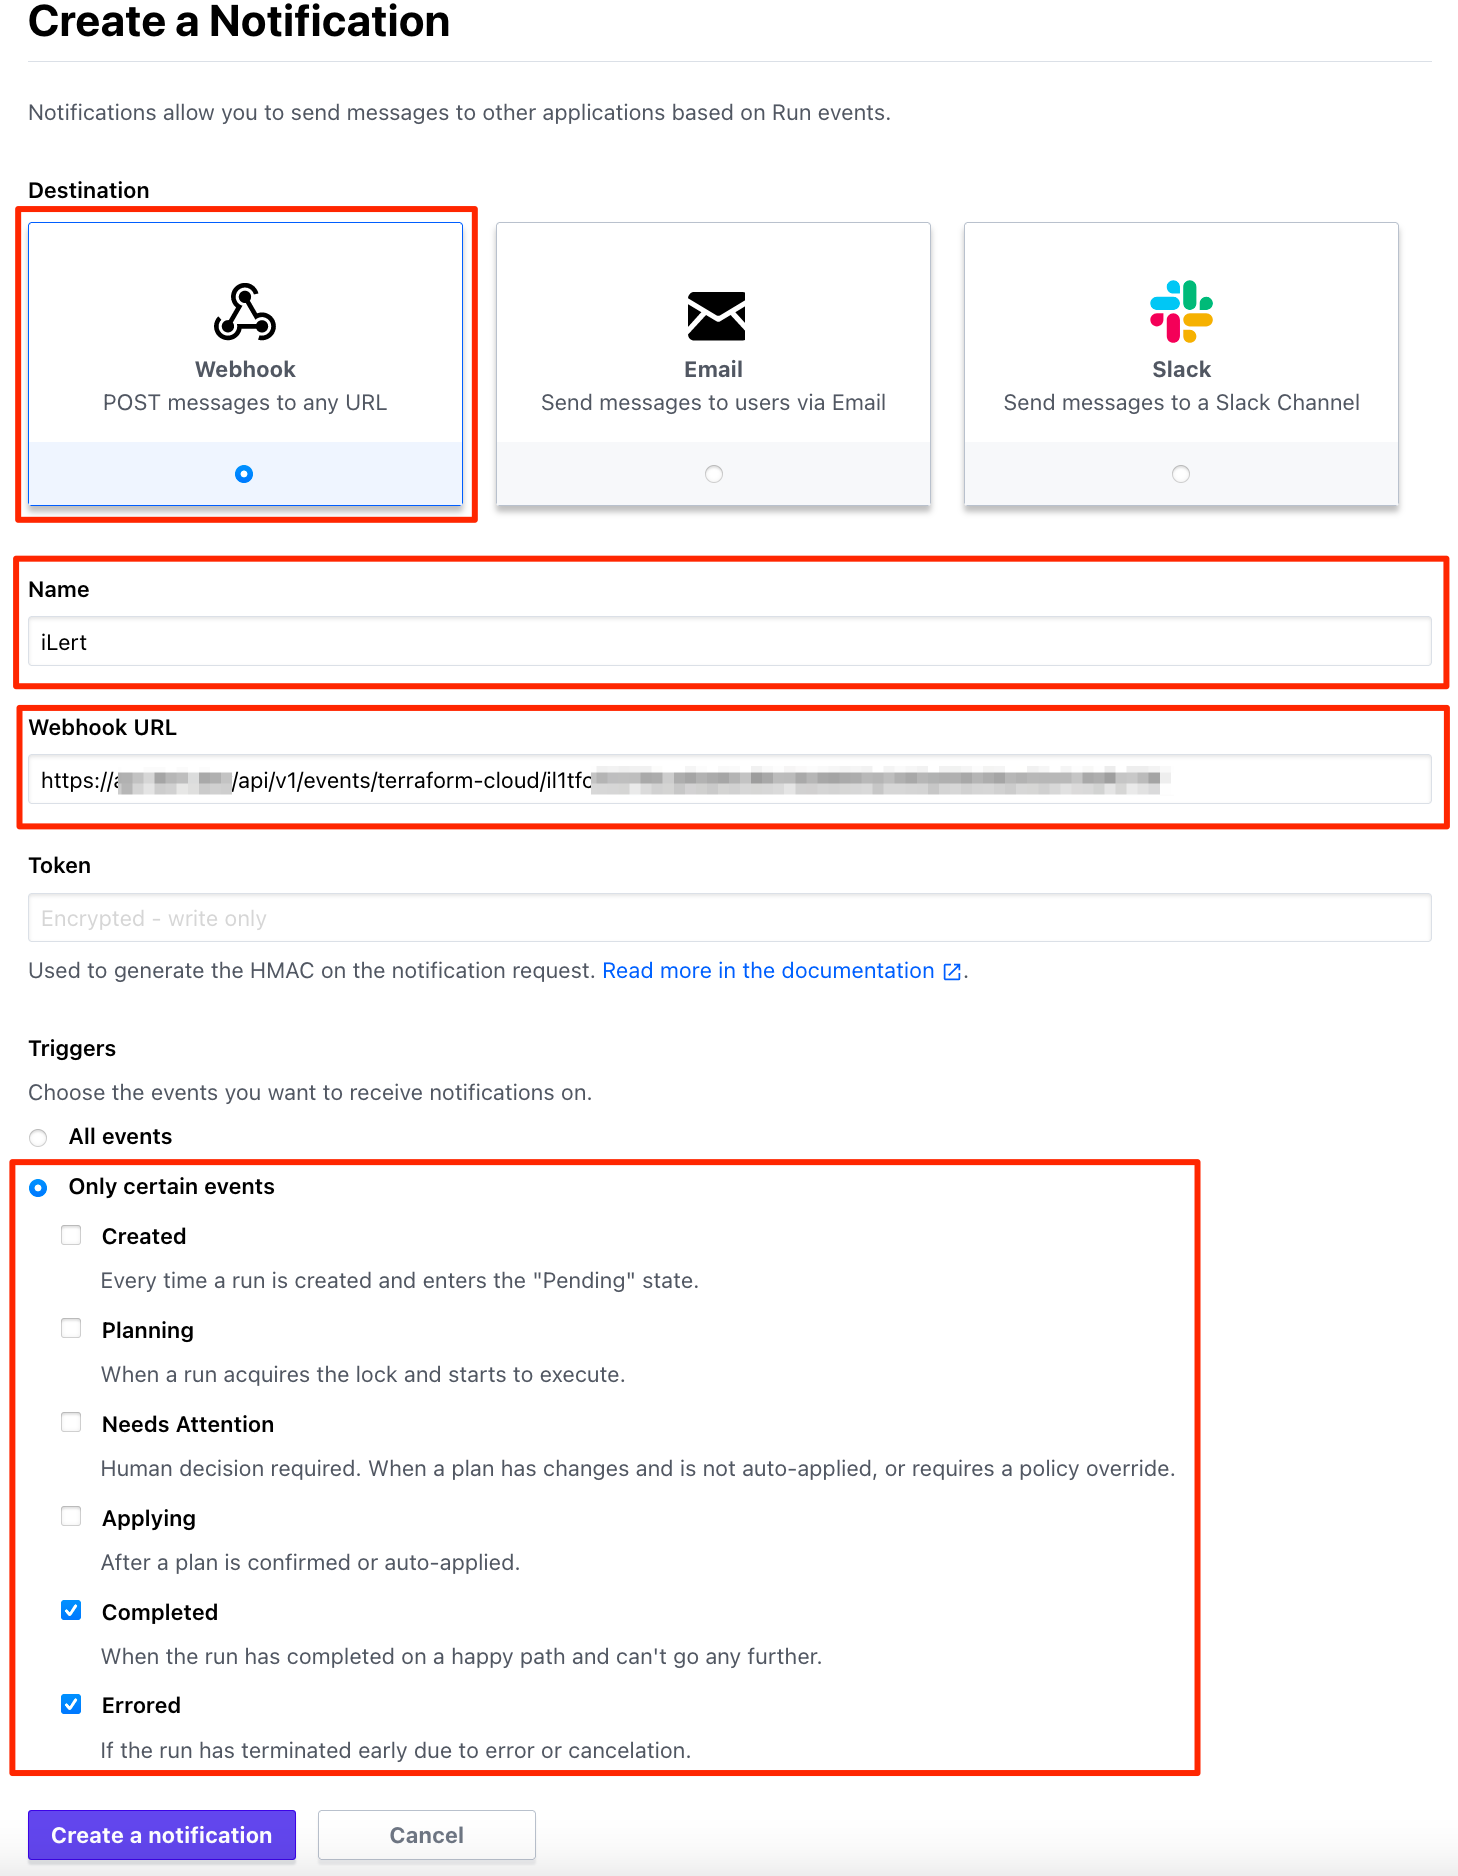 Create a Notification
Notifications allow you to send messages to other applications based on Run events.
Destination
Webhook
POST messages to any URL
Email
Send messages to users via Email
Slack
Send messages to a Slack Channel
Name
iLert
Webhook URL
https://a /api/v1/events/terraform-cloud/il1tfc
Token
Encrypted - write only
Used to generate the HMAC on the notification request. Read more in the documentation.
Triggers
Choose the events you want to receive notifications on.
All events
Only certain events
Created
Every time a run is created and enters the "Pending" state.
Planning
When a run acquires the lock and starts to execute.
Needs Attention
Human decision required. When a plan has changes and is not auto-applied, or requires a policy override.
Applying
After a plan is confirmed or auto-applied.
Completed
When the run has completed on a happy path and can't go any further.
Errored
If the run has terminated early due to error or cancelation.
Create a notification
Cancel